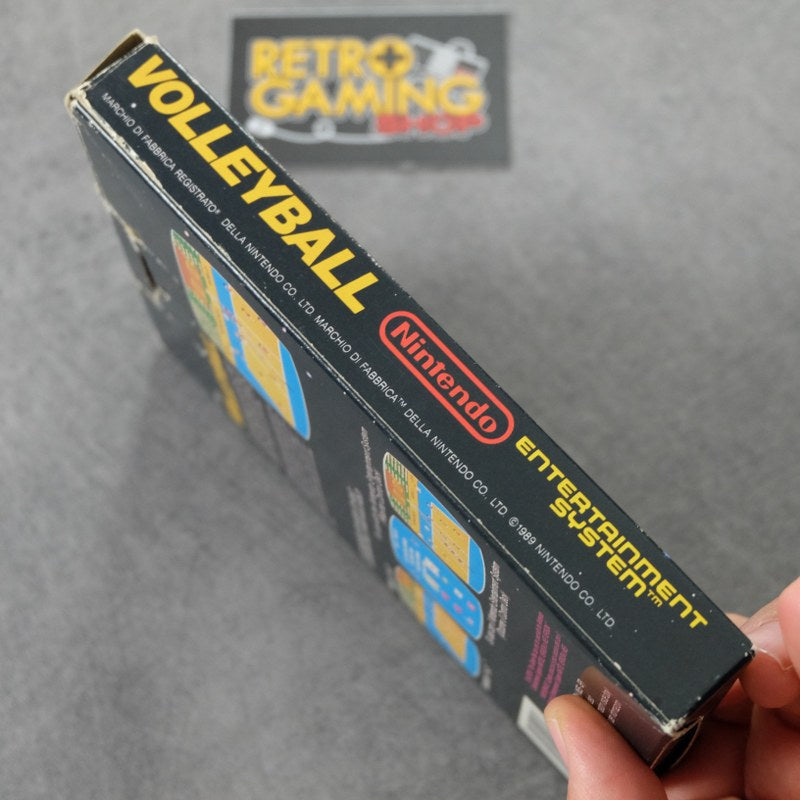 RETRO
GAMING
SHOP
VOLLEYBALL
Nintendo
ENTERTAINMENT
SYSTEM™
MARCHIO DI FABBRICA REGISTRATO® DELLA NINTENDO CO., LTD. MARCHIO DI FABBRICA™ DELLA NINTENDO CO., LTD. ©1989 NINTENDO CO., LTD.